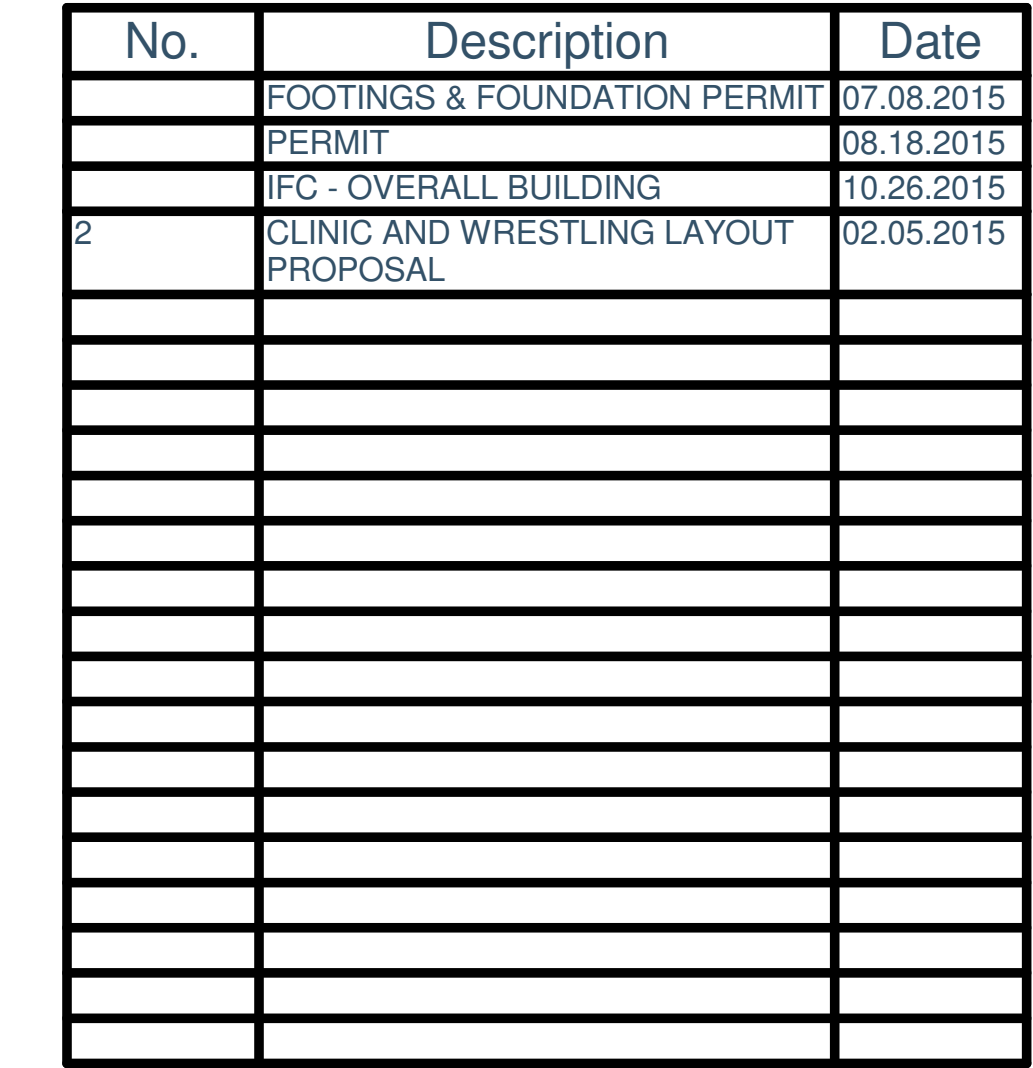 No. Description Date
FOOTINGS & FOUNDATION PERMIT 07.08.2015
PERMIT 08.18.2015
IFC - OVERALL BUILDING 10.26.2015
2 CLINIC AND WRESTLING LAYOUT 02.05.2015
PROPOSAL